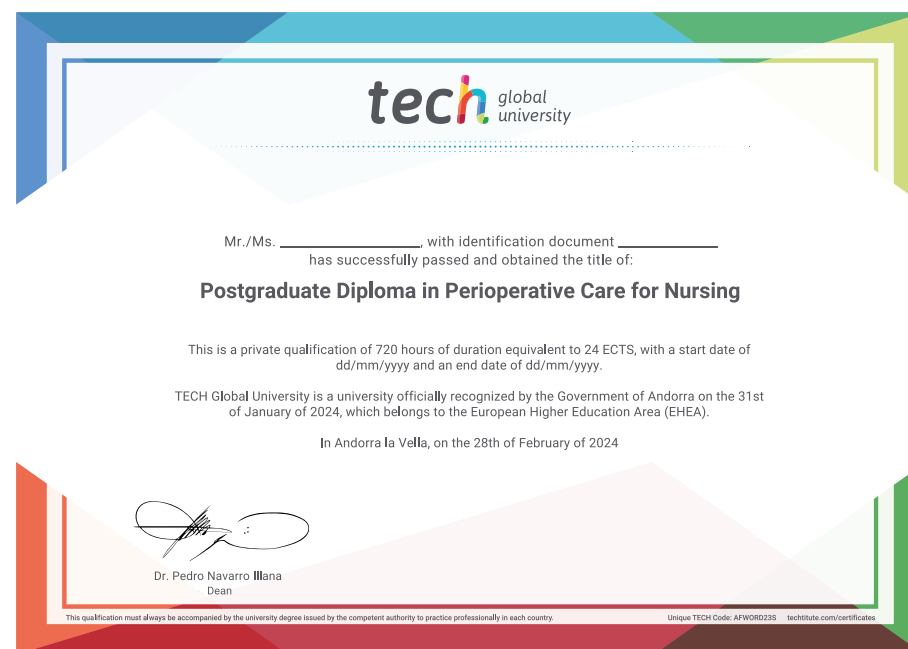 tech global university
Mr./Ms. ____________________, with identification document ______________
has successfully passed and obtained the title of:
Postgraduate Diploma in Perioperative Care for Nursing
This is a private qualification of 720 hours of duration equivalent to 24 ECTS, with a start date of
dd/mm/yyyy and an end date of dd/mm/yyyy.
TECH Global University is a university officially recognized by the Government of Andorra on the 31st
of January of 2024, which belongs to the European Higher Education Area (EHEA).
In Andorra la Vella, on the 28th of February of 2024
Dr. Pedro Navarro Illana
Dean
This qualification must always be accompanied by the university degree issued by the competent authority to practice professionally in each country.
Unique TECH Code: AFWORD23S techtitute.com/certificates